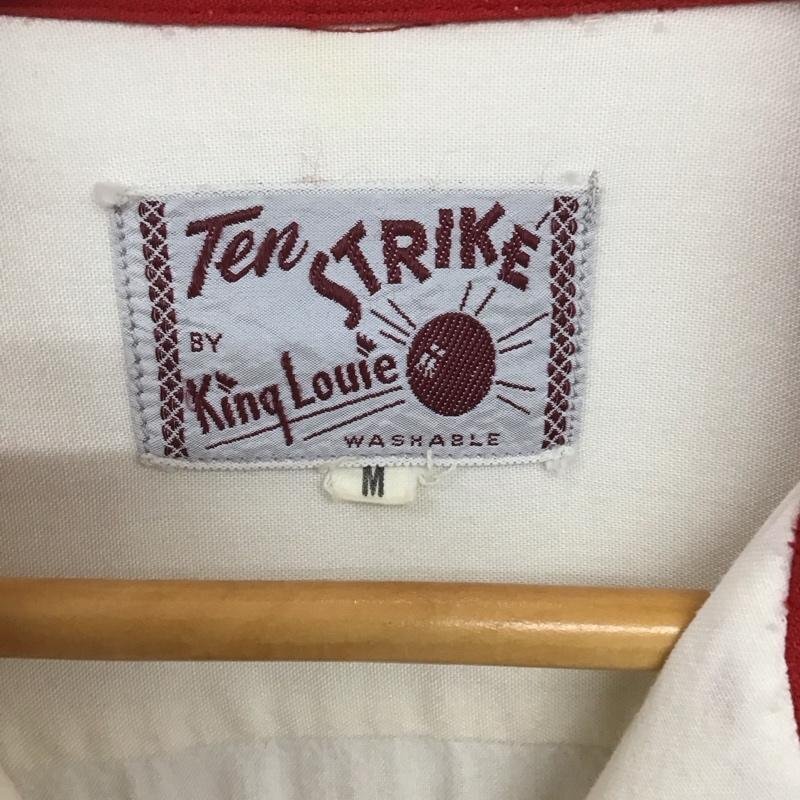 Ten STRIKE
BY
King Louie
WASHABLE
M